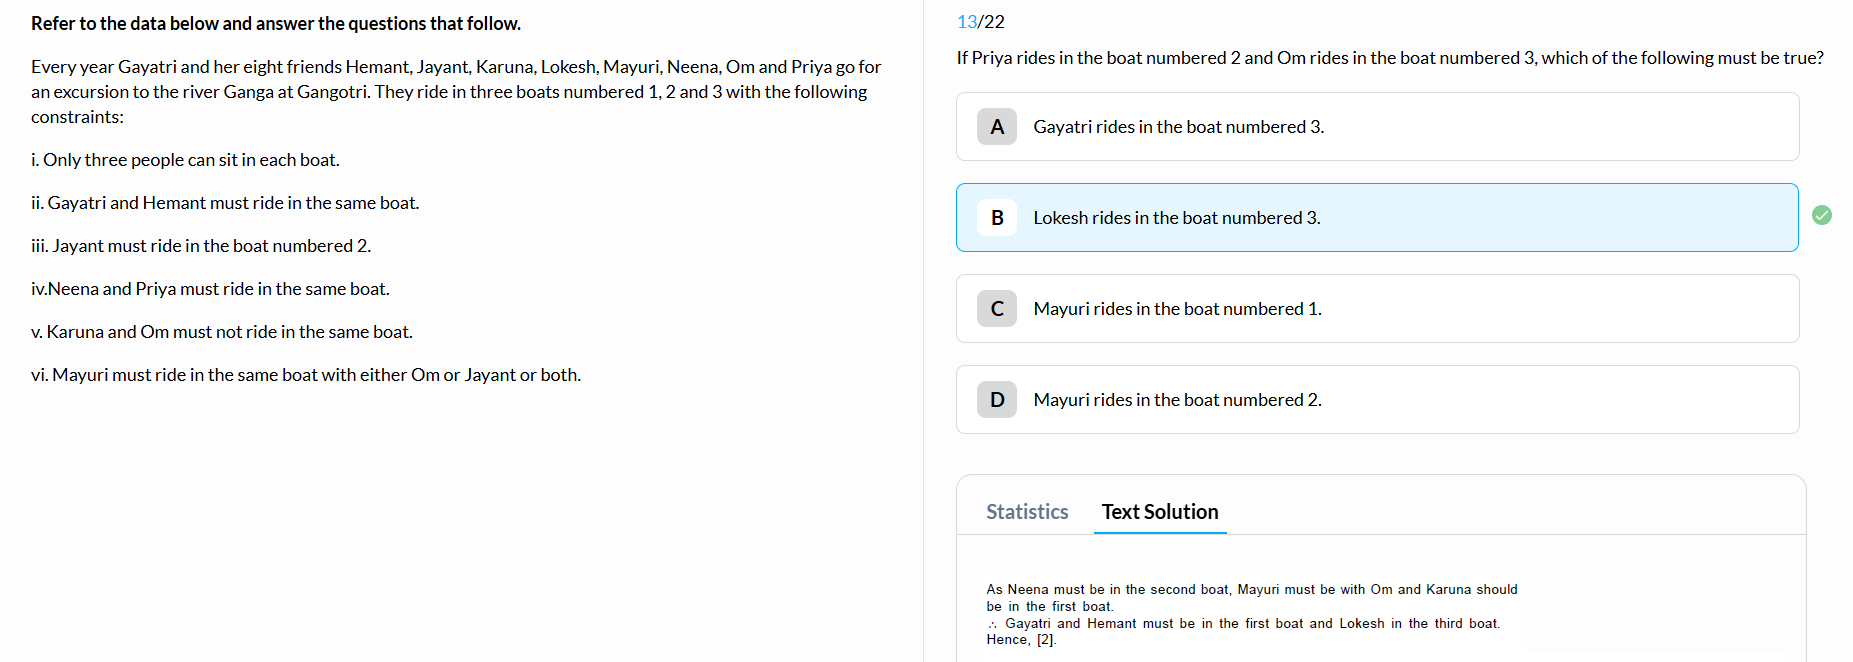 Refer to the data below and answer the questions that follow.
Every year Gayatri and her eight friends Hemant, Jayant, Karuna, Lokesh, Mayuri, Neena, Om and Priya go for
an excursion to the river Ganga at Gangotri. They ride in three boats numbered 1, 2 and 3 with the following
constraints:
i. Only three people can sit in each boat.
ii. Gayatri and Hemant must ride in the same boat.
iii. Jayant must ride in the boat numbered 2.
iv.Neena and Priya must ride in the same boat.
v. Karuna and Om must not ride in the same boat.
vi. Mayuri must ride in the same boat with either Om or Jayant or both.
13/22
If Priya rides in the boat numbered 2 and Om rides in the boat numbered 3, which of the following must be true?
A Gayatri rides in the boat numbered 3.
B Lokesh rides in the boat numbered 3.
C Mayuri rides in the boat numbered 1.
D Mayuri rides in the boat numbered 2.
Statistics Text Solution
As Neena must be in the second boat, Mayuri must be with Om and Karuna should
be in the first boat.
∴ Gayatri and Hemant must be in the first boat and Lokesh in the third boat.
Hence, [2].